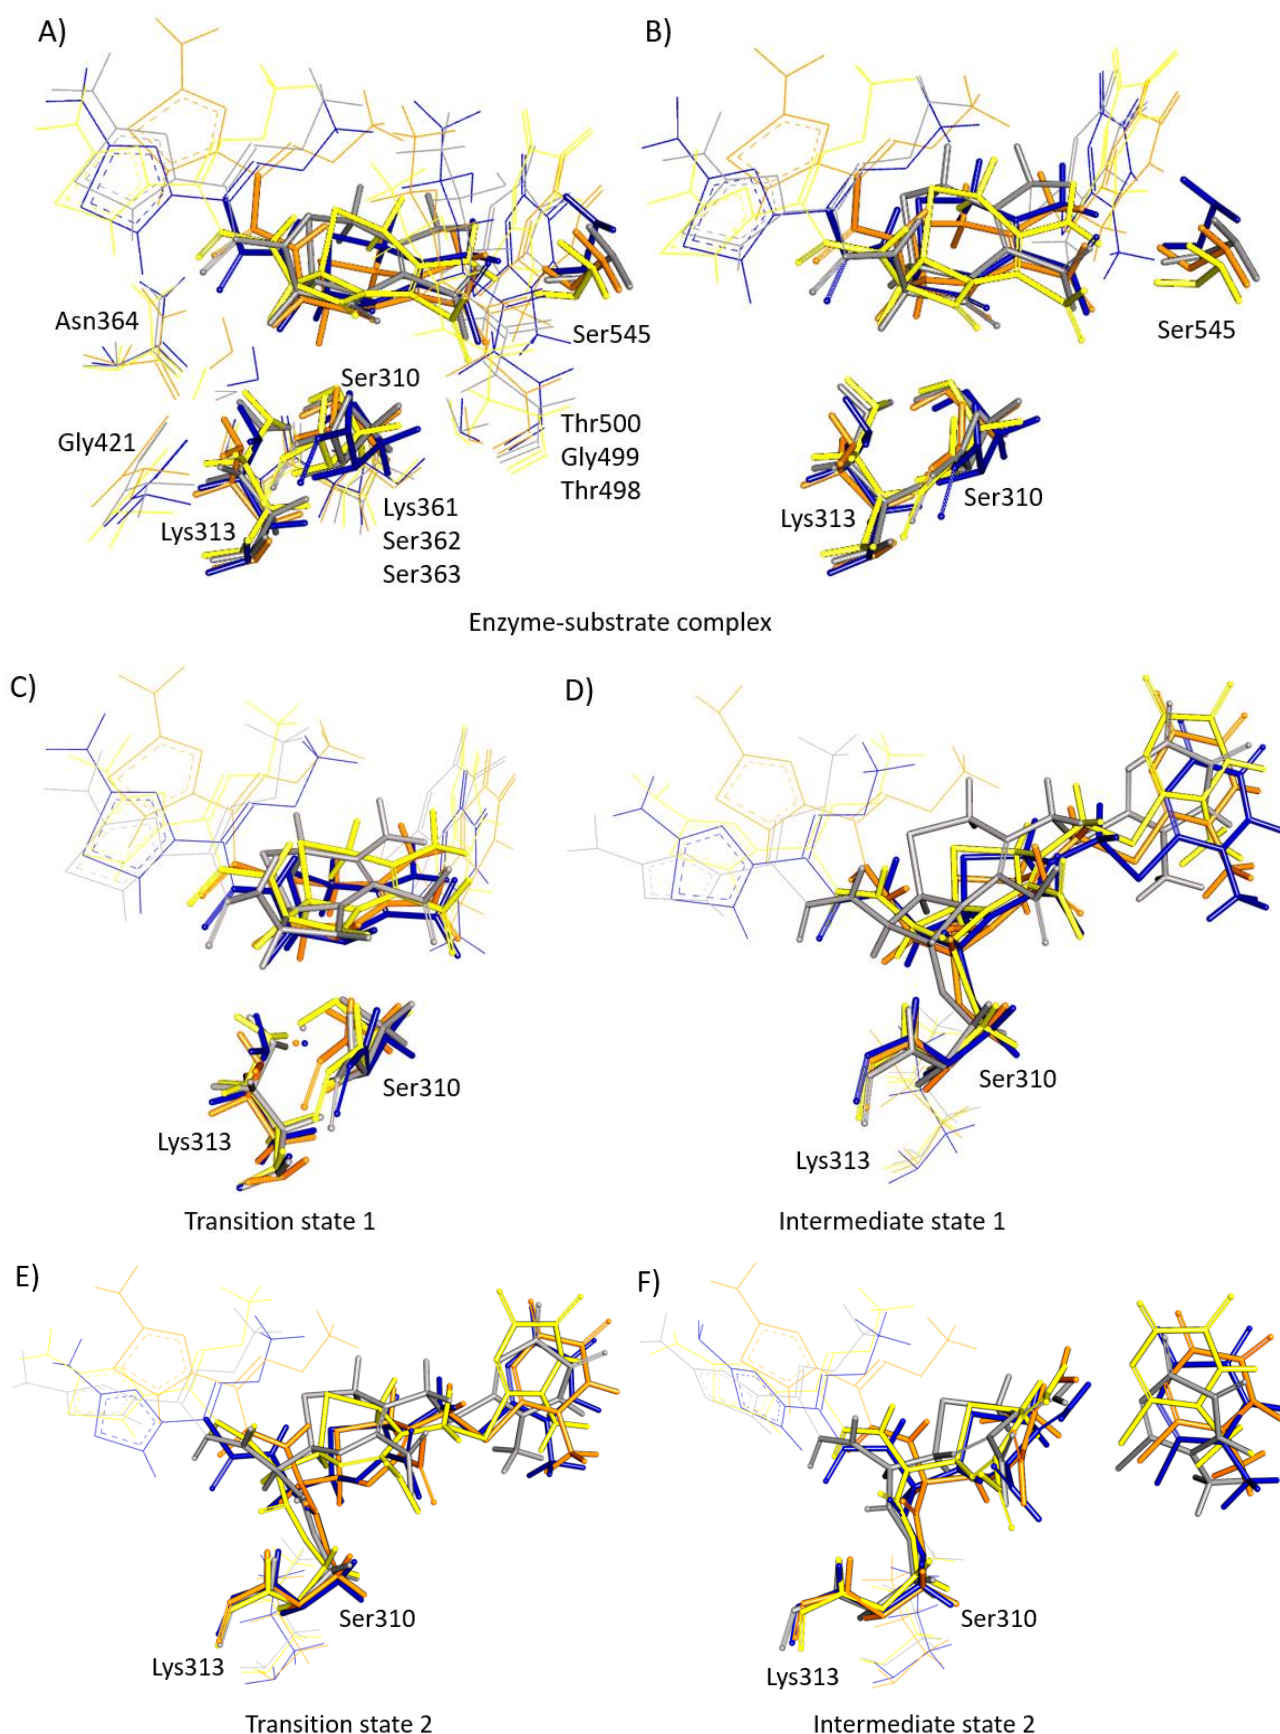 A)
B)
Asn364
Ser545
Ser545
Ser310
Gly421
Thr500
Gly499
Thr498
Lys361
Ser362
Ser363
Lys313
Ser310
Lys313
Enzyme-substrate complex
C)
D)
Ser310
Ser310
Lys313
Lys313
Transition state 1
Intermediate state 1
E)
F)
Ser310
Ser310
Lys313
Lys313
Transition state 2
Intermediate state 2